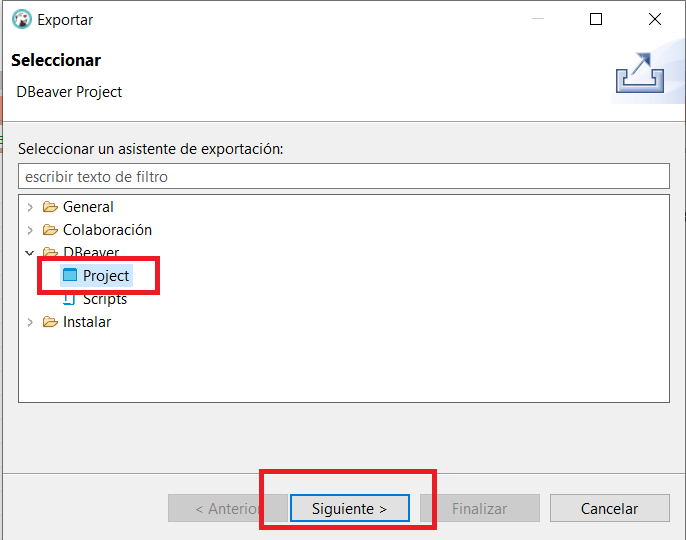 Exportar
Seleccionar
DBeaver Project
Seleccionar un asistente de exportación:
escribir texto de filtro
General
Colaboración
DBeaver
Project
Scripts
Instalar
< Anterior
Siguiente >
Finalizar
Cancelar